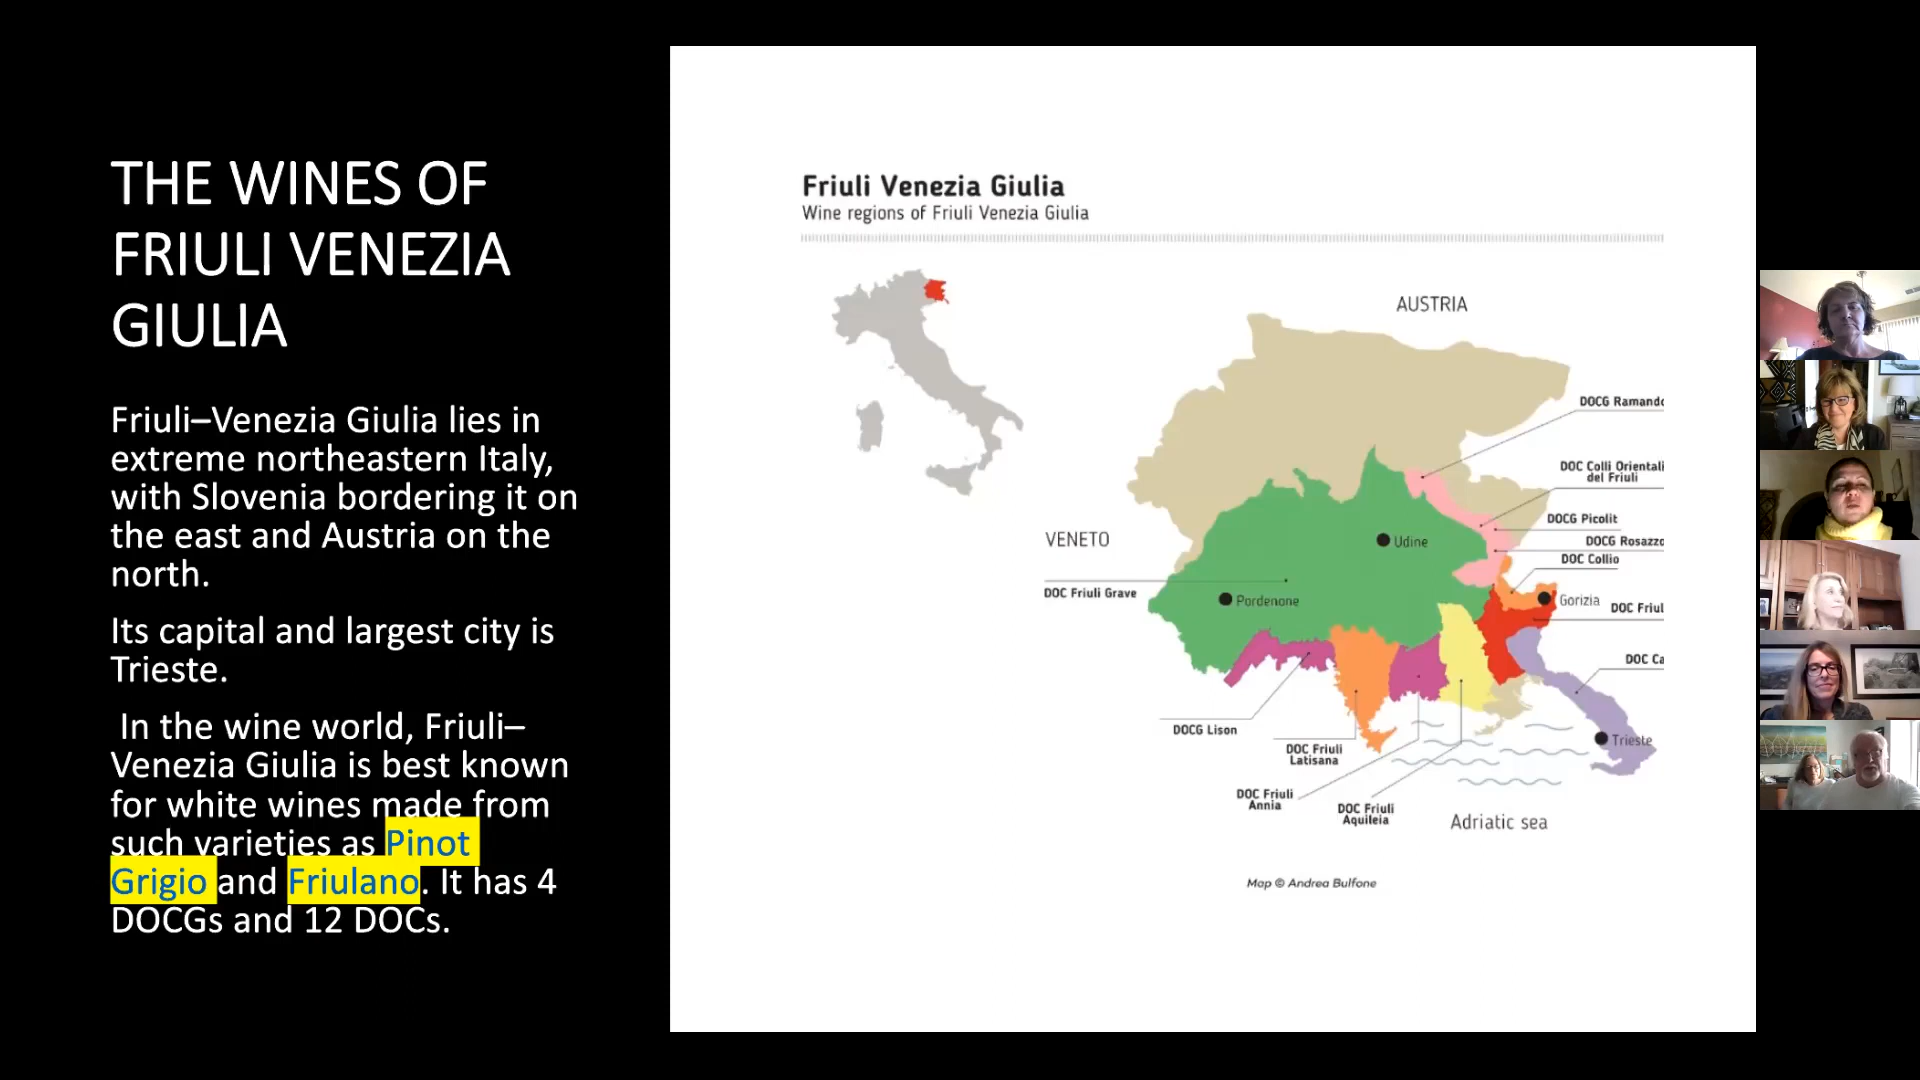 THE WINES OF
FRIULI VENEZIA
GIULIA
Friuli–Venezia Giulia lies in
extreme northeastern Italy,
with Slovenia bordering it on
the east and Austria on the
north.
Its capital and largest city is
Trieste.
In the wine world, Friuli–
Venezia Giulia is best known
for white wines made from
such varieties as Pinot
Grigio and Friulano. It has 4
DOCGs and 12 DOCs.
Friuli Venezia Giulia
Wine regions of Friuli Venezia Giulia
AUSTRIA
DOCG Ramando
DOC Colli Orientali
del Friuli
DOCG Picolit
VENETO
Udine
DOCG Rosazzo
DOC Collio
DOC Friuli Grave
Pordenone
Gorizia
DOC Friul
DOC Ca
DOCG Lison
DOC Friuli
Latisana
Trieste
DOC Friuli
Annia
DOC Friuli
Aquileia
Adriatic sea
Map © Andrea Bulfone